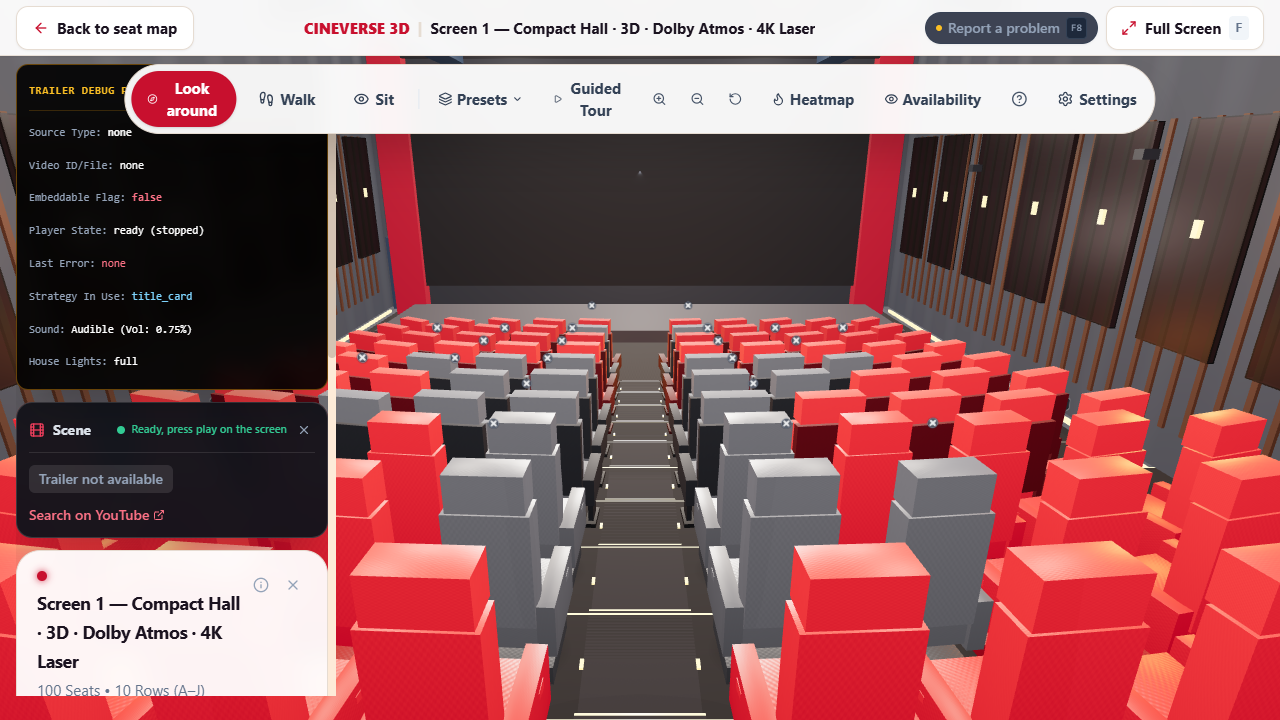 Back to seat map
CINEVERSE 3D | Screen 1 — Compact Hall · 3D · Dolby Atmos · 4K Laser
Report a problem F8
Full Screen F
Look around
Walk
Sit
Presets
Guided Tour
Heatmap
Availability
Settings
TRAILER DEBUG
Source Type: none
Video ID/File: none
Embeddable Flag: false
Player State: ready (stopped)
Last Error: none
Strategy In Use: title_card
Sound: Audible (Vol: 0.75%)
House Lights: full
Scene
Ready, press play on the screen
Trailer not available
Search on YouTube
Screen 1 — Compact Hall
· 3D · Dolby Atmos · 4K
Laser
100 Seats • 10 Rows (A–J)